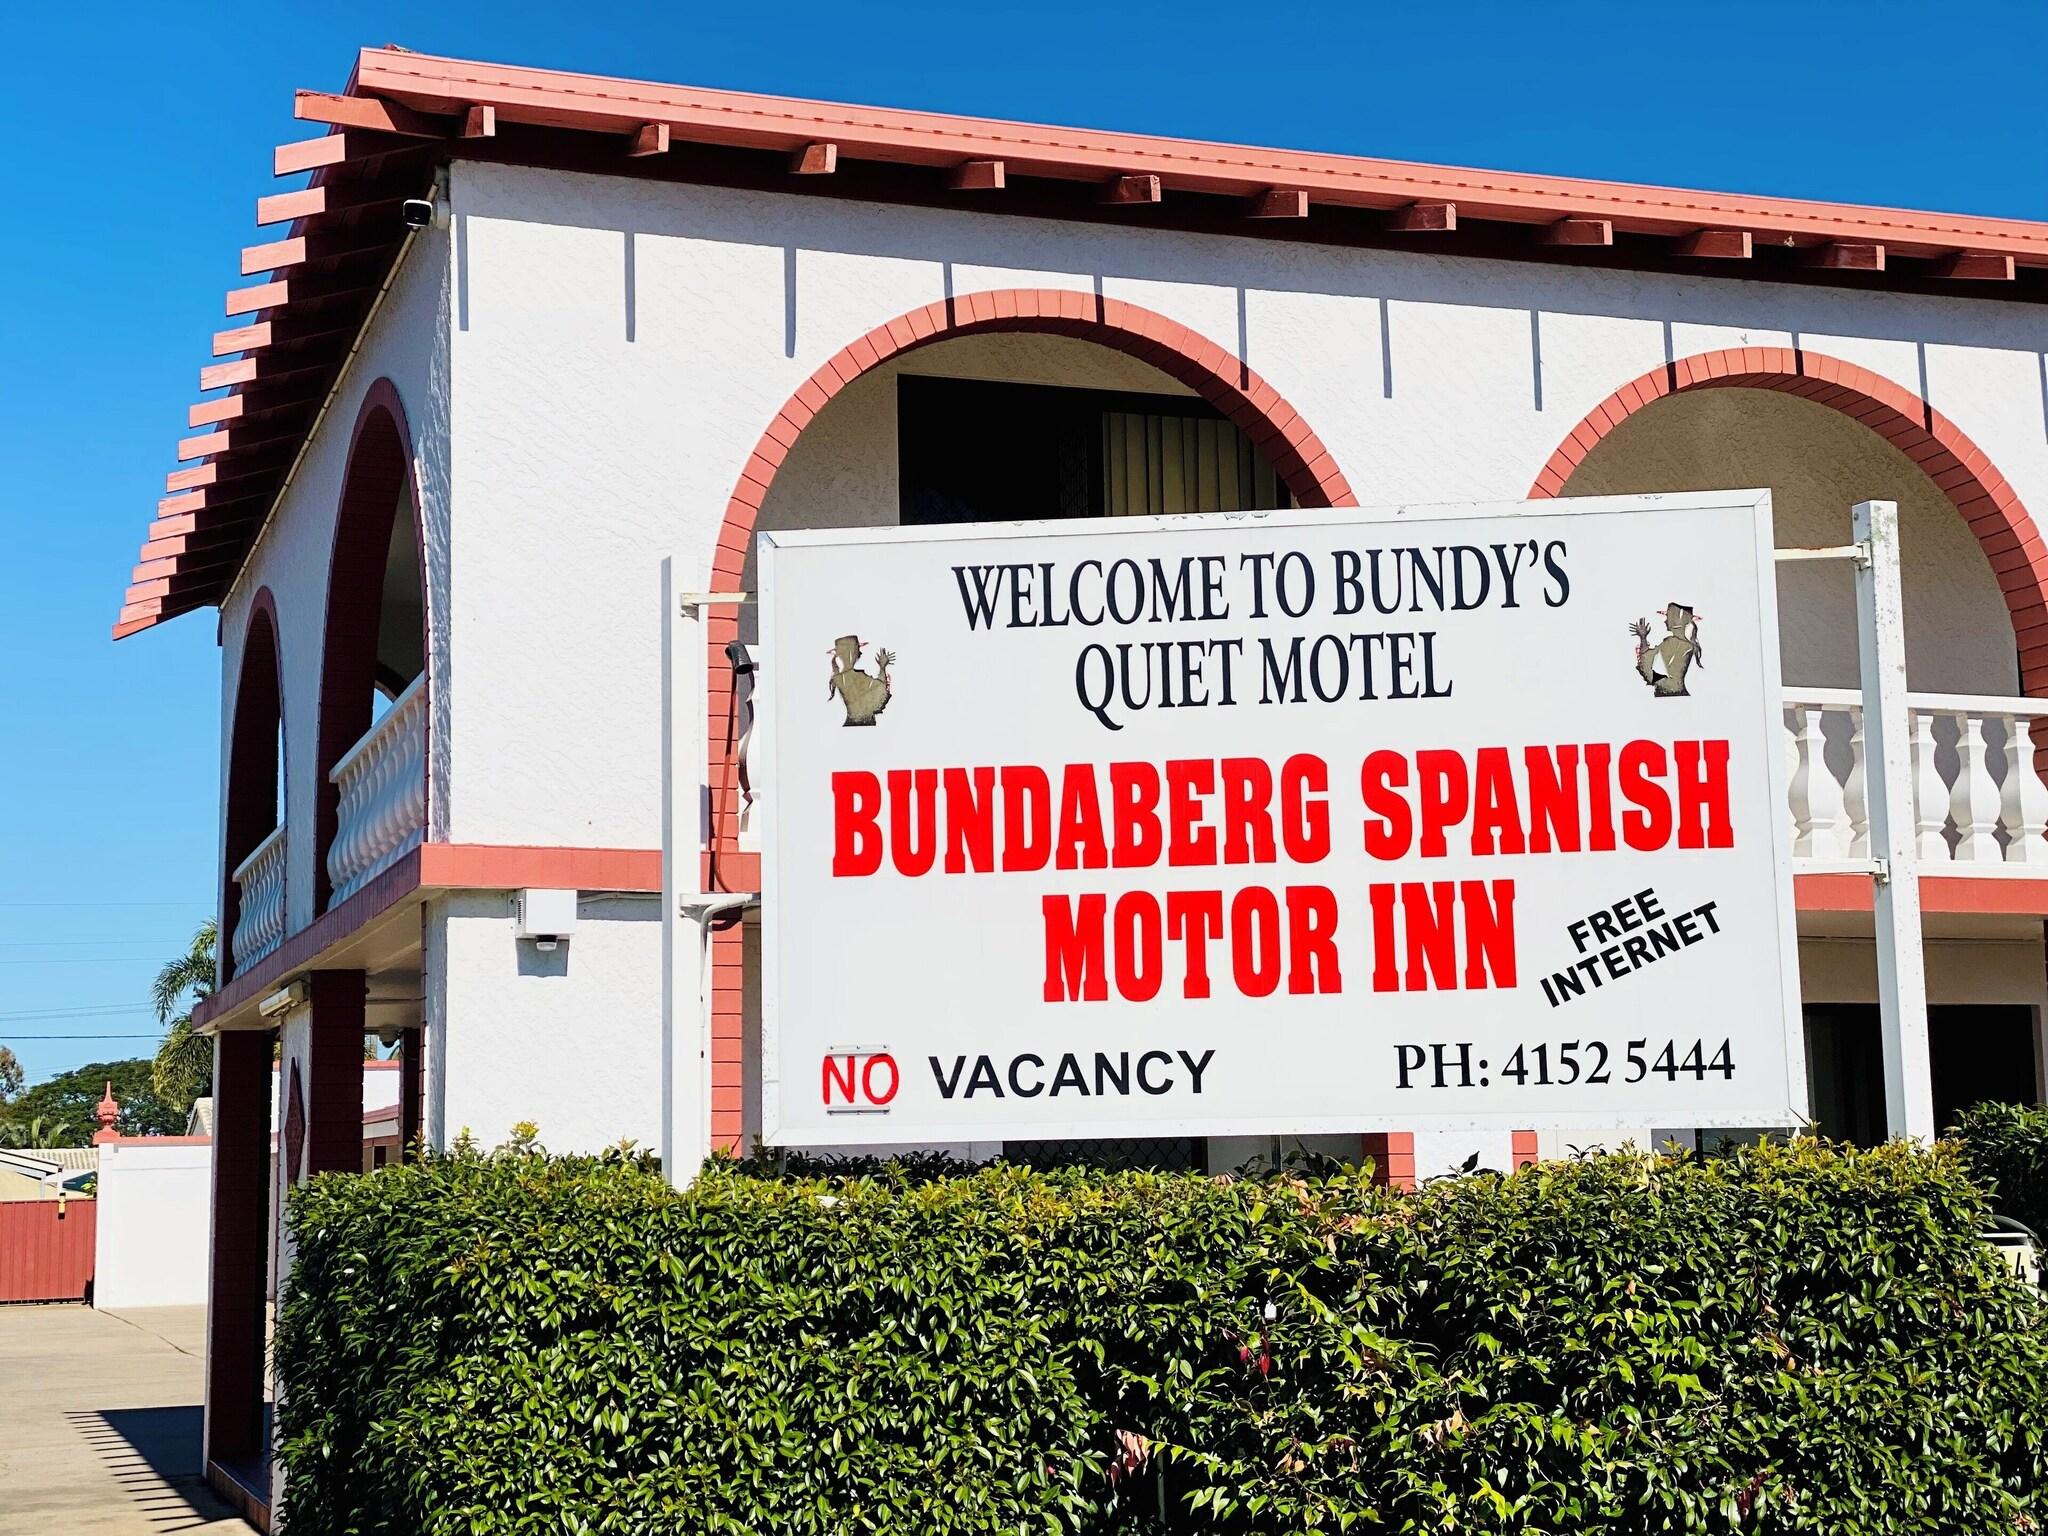 WELCOME TO BUNDY'S
QUIET MOTEL
BUNDABERG SPANISH
MOTOR INN
FREE
INTERNET
NO VACANCY
PH: 4152 5444